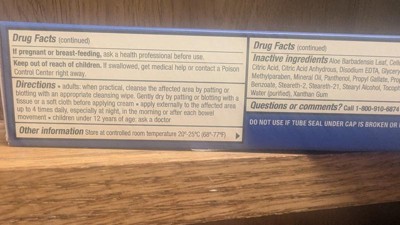 Drug Facts (continued)
If pregnant or breast-feeding, ask a health professional before use.
Keep out of reach of children. If swallowed, get medical help or contact a Poison
Control Center right away.
Directions • adults: when practical, cleanse the affected area by patting or
blotting with an appropriate cleansing wipe. Gently dry by patting or blotting with a
tissue or a soft cloth before applying cream • apply externally to the affected area
up to 4 times daily, especially at night, in the morning or after each bowel
movement • children under 12 years of age: ask a doctor
Other information Store at controlled room temperature 20°-25°C (68°-77°F)
Drug Facts (continued)
Inactive ingredients Aloe Barbadensis Leaf,
Citric Acid, Citric Acid Anhydrous, Disodium EDTA,
Methylparaben, Mineral Oil, Panthenol, Propyl Gallate,
Benzoate, Steareth-2, Steareth-21, Stearyl Alcohol,
Water (purified), Xanthan Gum
Questions or comments? Call 1-800-910-6874
DO NOT USE IF TUBE SEAL UNDER CAP IS BROKEN OR